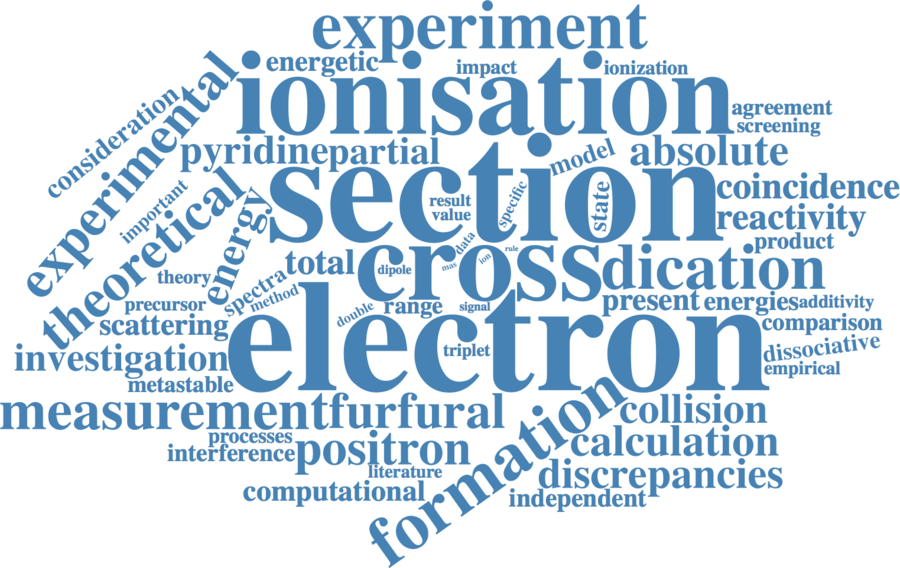 experiment
energetic
impact
ionization
ionisation
experimental
consideration
agreement
screening
pyridine
partial
model
absolute
section
coincidence
important
theoretical
energy
result
value
specific
state
reactivity
product
theory
total
cross
dipole
data
mas
ion
rule
dication
precursor
spectra
method
scattering
double
range
signal
present
energies
additivity
electron
triplet
comparison
investigation
dissociative
empirical
metastable
measurement
furfural
formation
collision
processes
interference
positron
literature
calculation
discrepancies
computational
independent